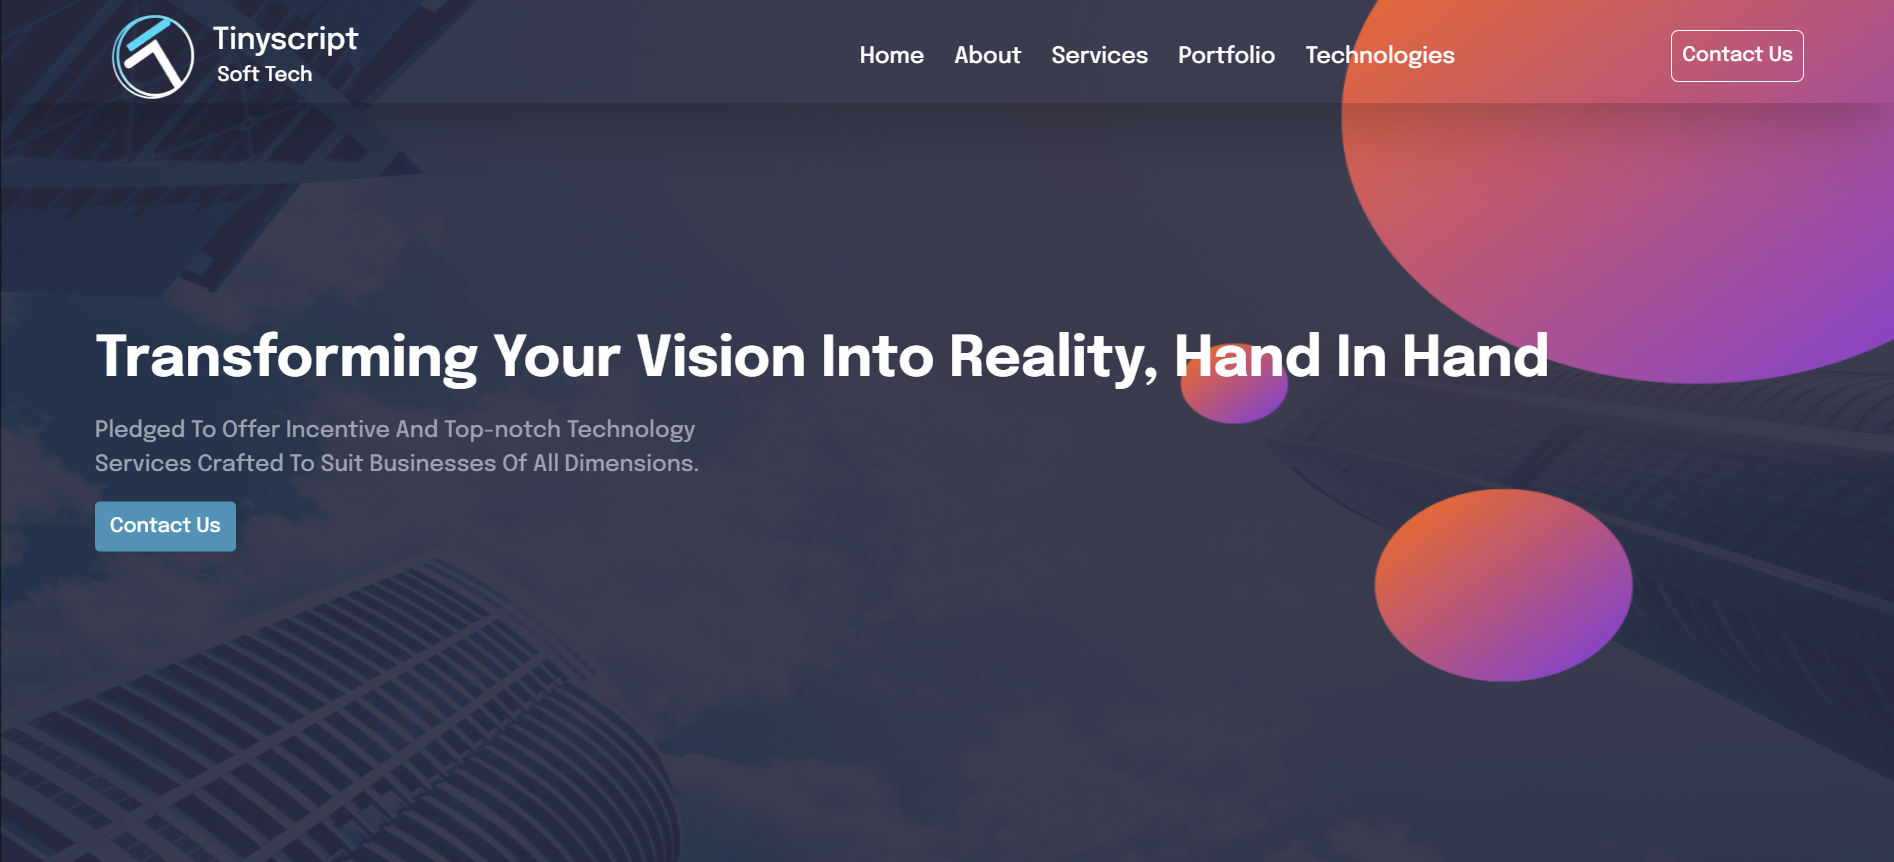 Tinyscript
Soft Tech
Home About Services Portfolio Technologies
Contact Us
Transforming Your Vision Into Reality, Hand In Hand
Pledged To Offer Incentive And Top-notch Technology
Services Crafted To Suit Businesses Of All Dimensions.
Contact Us